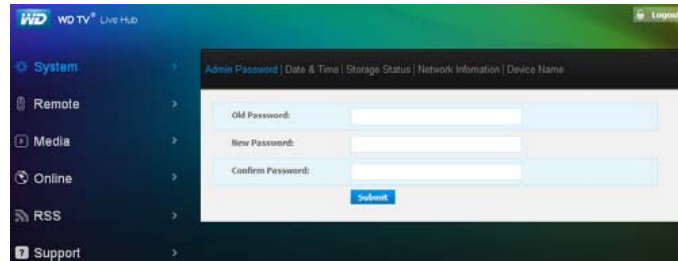 WD WD TV® Live Hub
Logout
System
Admin Password | Date & Time | Storage Status | Network Infomation | Device Name
Remote
Old Password:
Media
New Password:
Confirm Password:
Online
Submit
RSS
Support